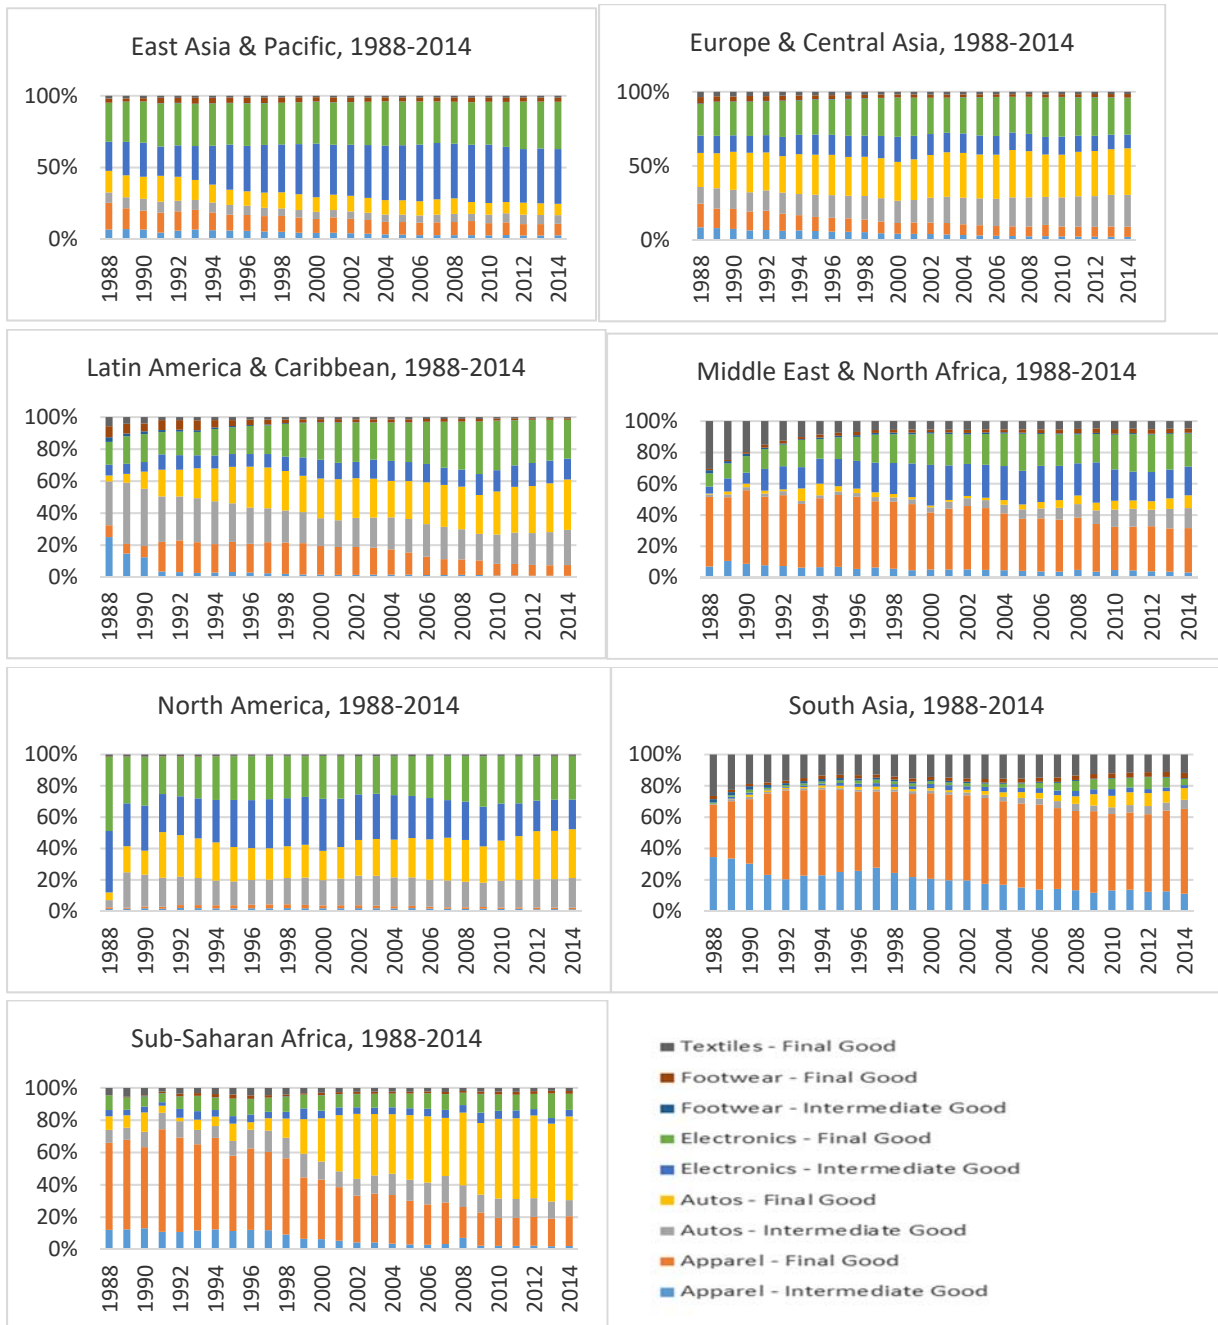 East Asia & Pacific, 1988-2014
100%
50%
0%
1988 1990 1992 1994 1996 1998 2000 2002 2004 2006 2008 2010 2012 2014
Europe & Central Asia, 1988-2014
100%
50%
0%
1988 1990 1992 1994 1996 1998 2000 2002 2004 2006 2008 2010 2012 2014
Latin America & Caribbean, 1988-2014
100%
80%
60%
40%
20%
0%
1988 1990 1992 1994 1996 1998 2000 2002 2004 2006 2008 2010 2012 2014
Middle East & North Africa, 1988-2014
100%
80%
60%
40%
20%
0%
1988 1990 1992 1994 1996 1998 2000 2002 2004 2006 2008 2010 2012 2014
North America, 1988-2014
100%
80%
60%
40%
20%
0%
1988 1990 1992 1994 1996 1998 2000 2002 2004 2006 2008 2010 2012 2014
South Asia, 1988-2014
100%
80%
60%
40%
20%
0%
1988 1990 1992 1994 1996 1998 2000 2002 2004 2006 2008 2010 2012 2014
Sub-Saharan Africa, 1988-2014
100%
80%
60%
40%
20%
0%
1988 1990 1992 1994 1996 1998 2000 2002 2004 2006 2008 2010 2012 2014
Textiles - Final Good
Footwear - Final Good
Footwear - Intermediate Good
Electronics - Final Good
Electronics - Intermediate Good
Autos - Final Good
Autos - Intermediate Good
Apparel - Final Good
Apparel - Intermediate Good